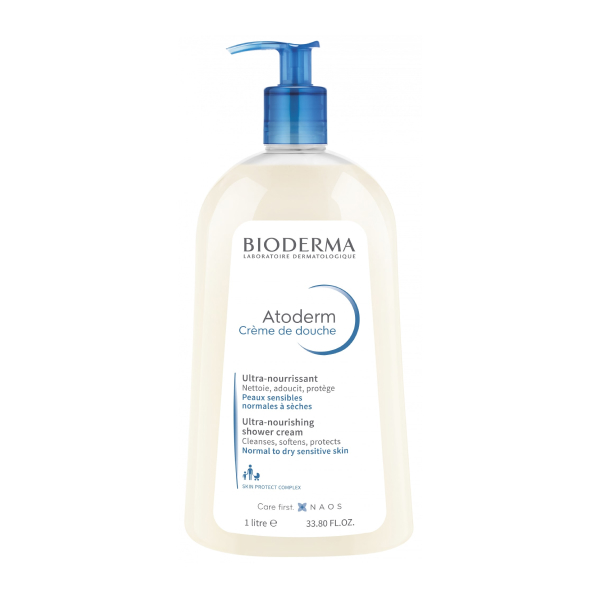 BIODERMA
LABORATOIRE DERMATOLOGIQUE
Atoderm
Crème de douche
Ultra-nourrissant
Nettoie, adoucit, protège
Peaux sensibles
normales à sèches
Ultra-nourishing
shower cream
Cleanses, softens, protects
Normal to dry sensitive skin
SKIN PROTECT COMPLEX
Care first. NAOS
1 litre ℮ 33.80 FL.OZ.